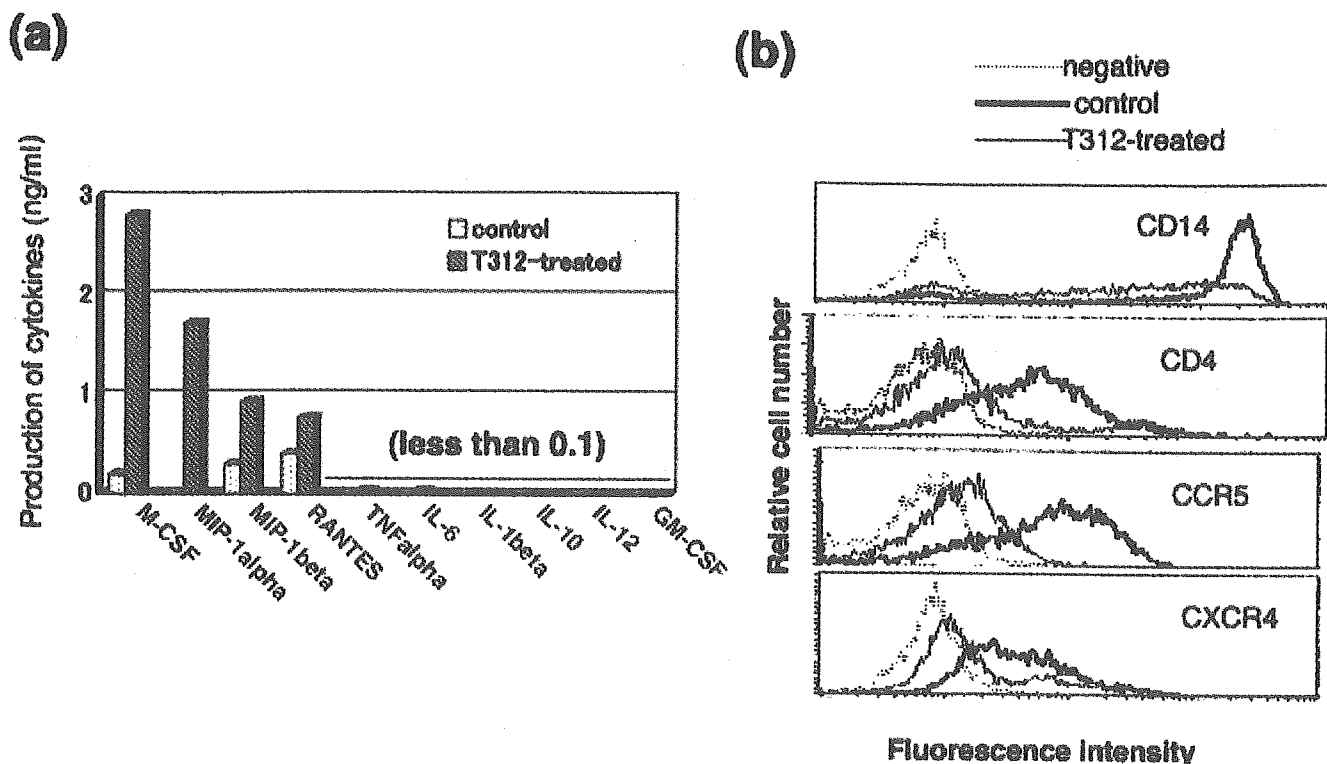 (a)
Production of cytokines (ng/ml)
3
2
1
0
control
T312-treated
(less than 0.1)
M-CSF
MIP-1alpha
MIP-1beta
RANTES
TNFalpha
IL-6
IL-1beta
IL-10
IL-12
GM-CSF
(b)
negative
control
T312-treated
Relative cell number
CD14
CD4
CCR5
CXCR4
Fluorescence intensity